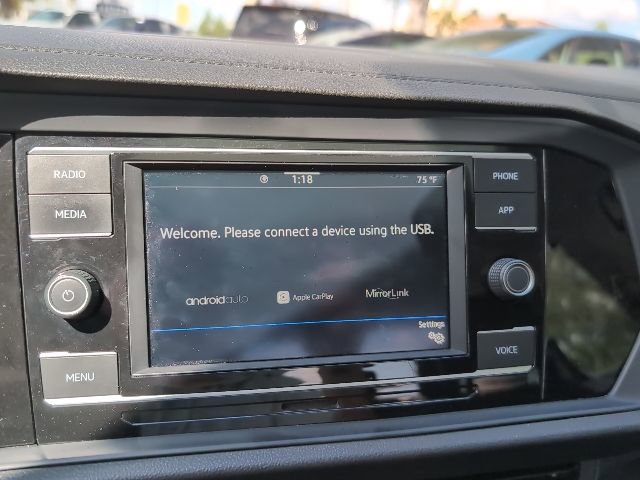 RADIO
MEDIA
MENU
1:18
75 °F
Welcome. Please connect a device using the USB.
androidauto
Apple CarPlay
MirrorLink
Settings
PHONE
APP
VOICE